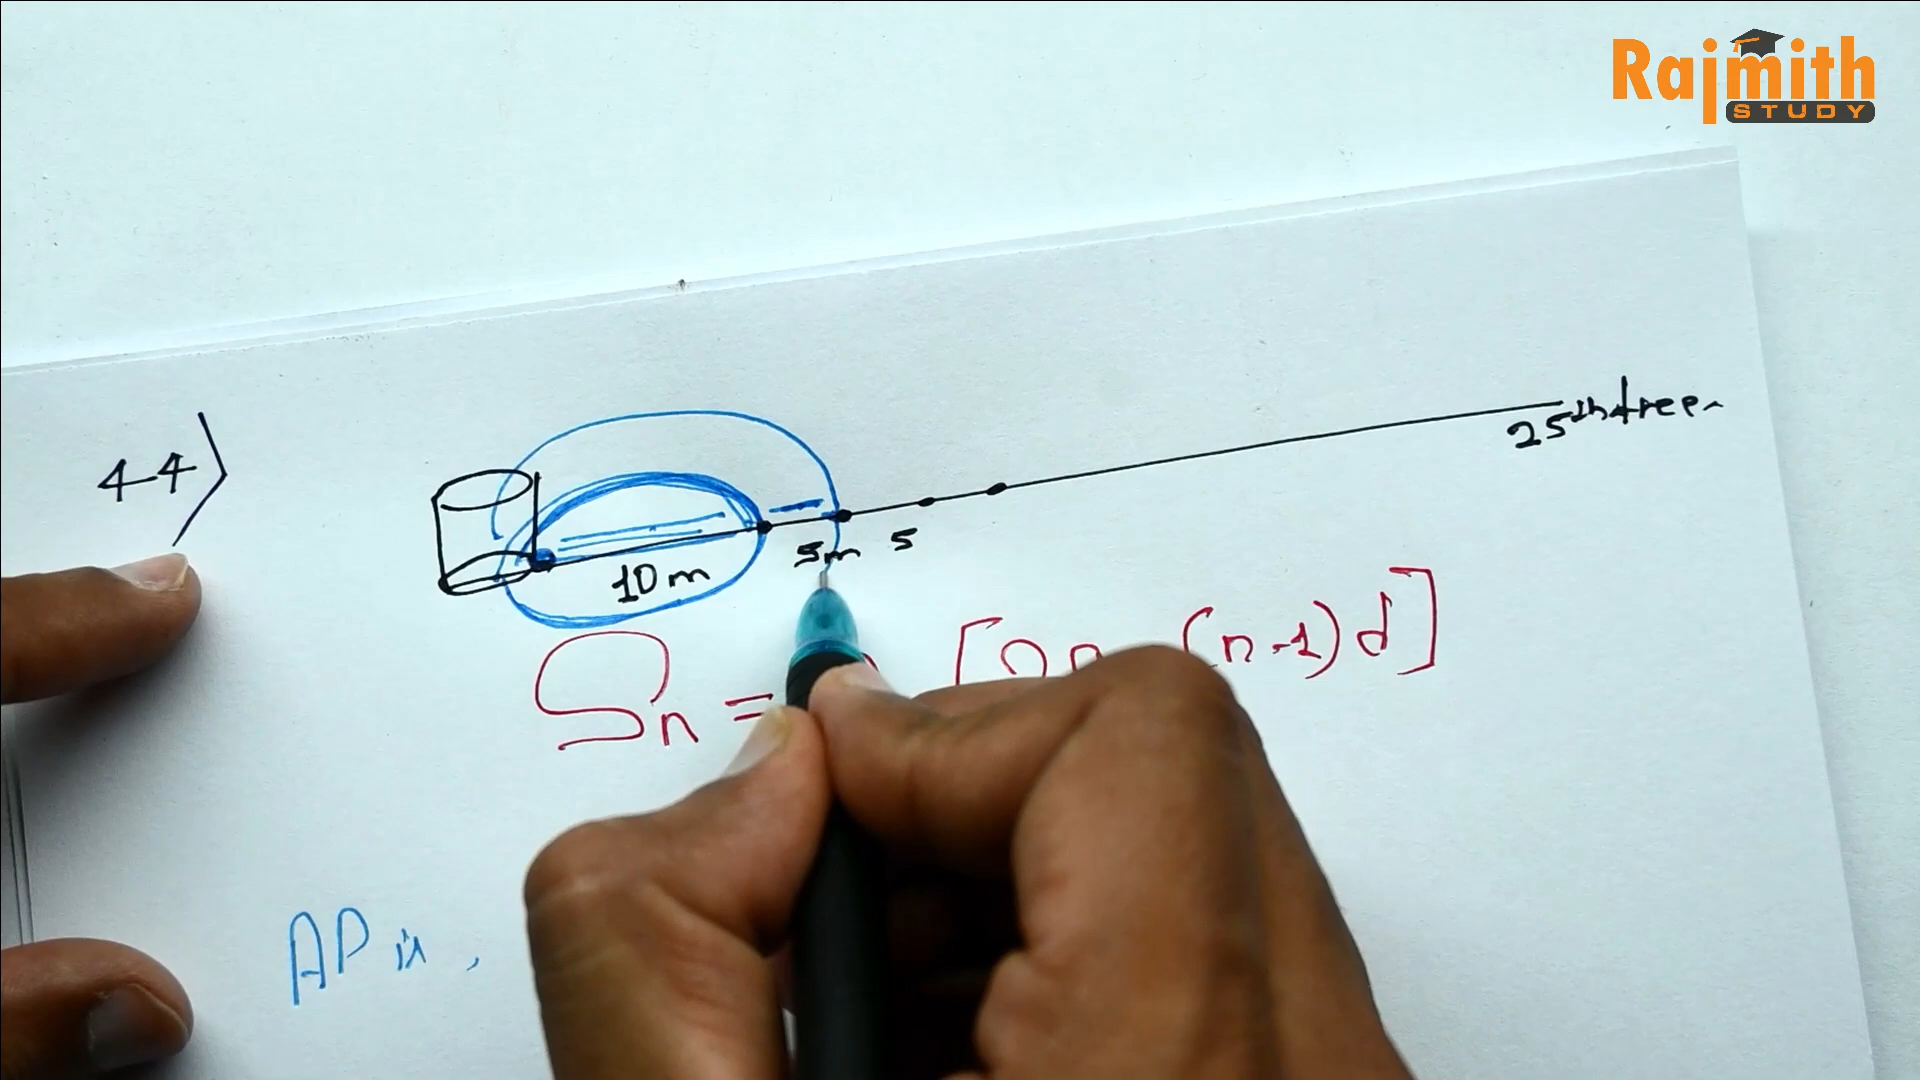 Rajmith
STUDY
44)
25th tree
10 m
5m 5
Sn = (n-1)d]
AP is,